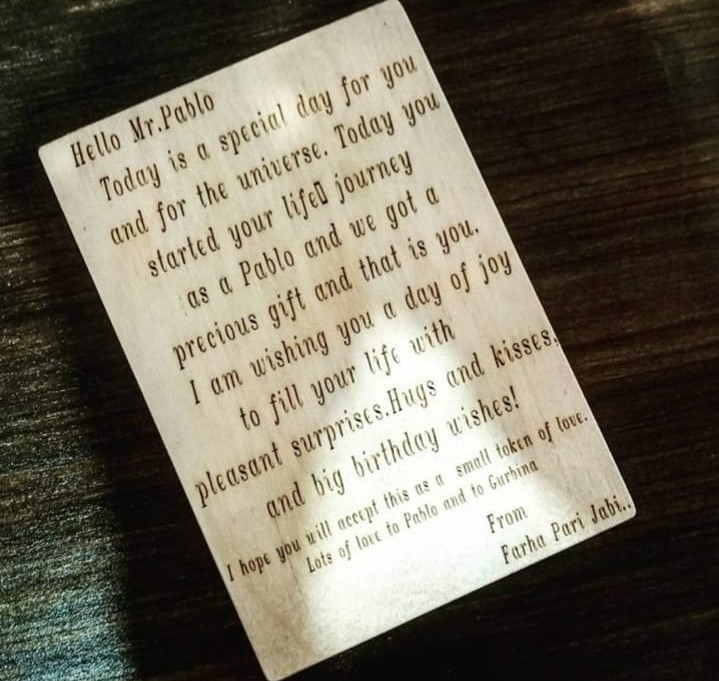 Hello Mr.Pablo
Today is a special day for you
and for the universe. Today you
started your life▯ journey
as a Pablo and we got a
precious gift and that is you.
I am wishing you a day of joy
to fill your life with
pleasant surprises.Hugs and kisses,
and big birthday wishes!
I hope you will accept this as a small token of love.
Lots of love to Pablo and to Gurbina
From
Farha Pari Jabi..